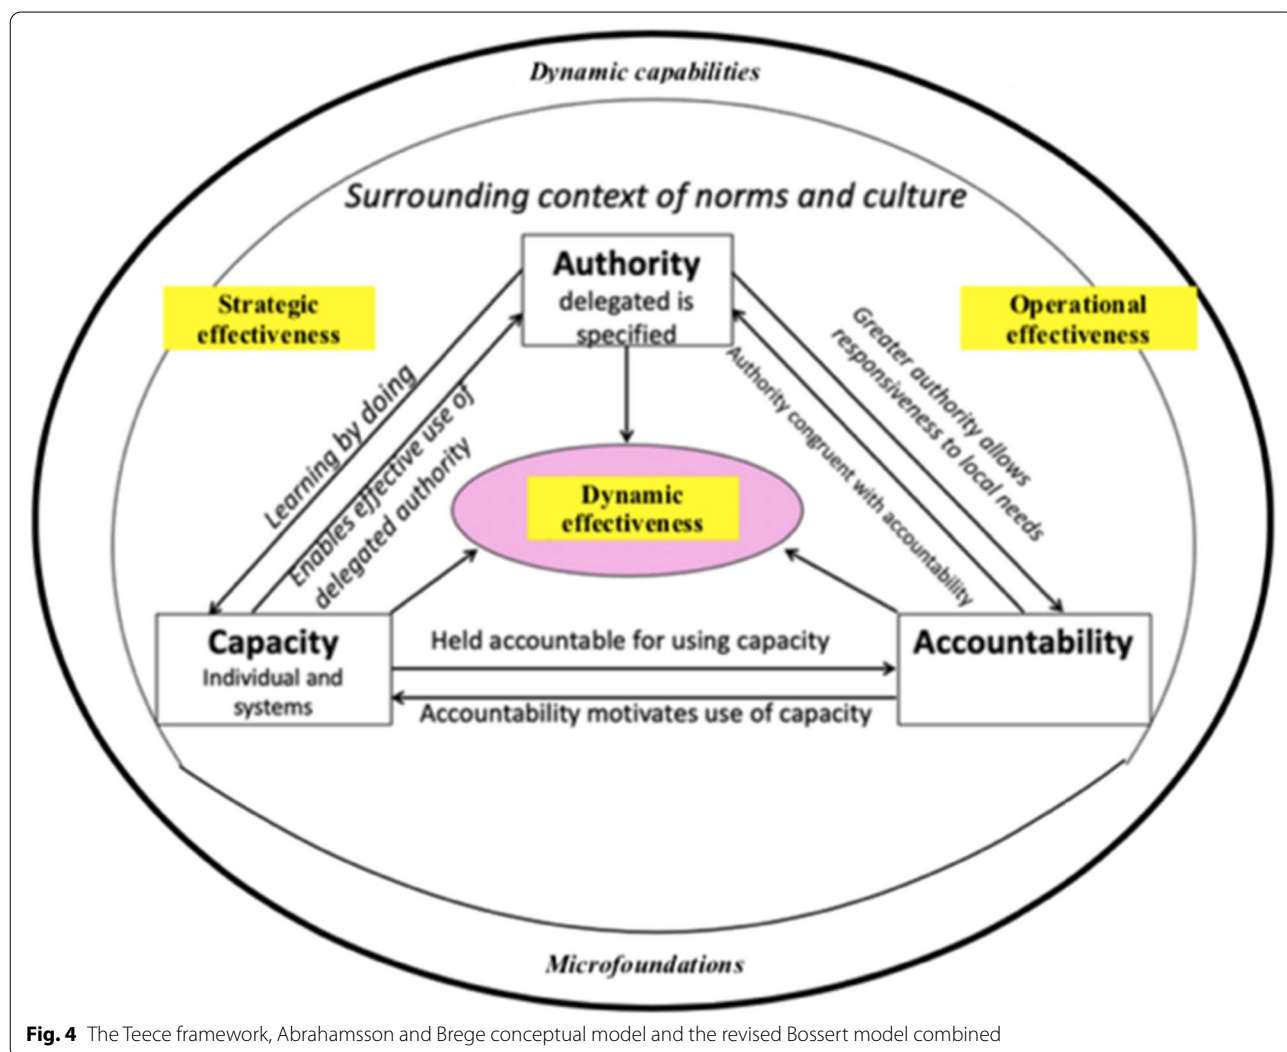 Dynamic capabilities
Surrounding context of norms and culture
Authority
delegated is
specified
Strategic
effectiveness
Operational
effectiveness
Learning by doing
Enables effective use of
delegated authority
Greater authority allows
responsiveness to local needs
Authority congruent with accountability
Dynamic
effectiveness
Capacity
Individual and
systems
Held accountable for using capacity
Accountability motivates use of capacity
Accountability
Microfoundations
Fig. 4 The Teece framework, Abrahamsson and Brege conceptual model and the revised Bossert model combined